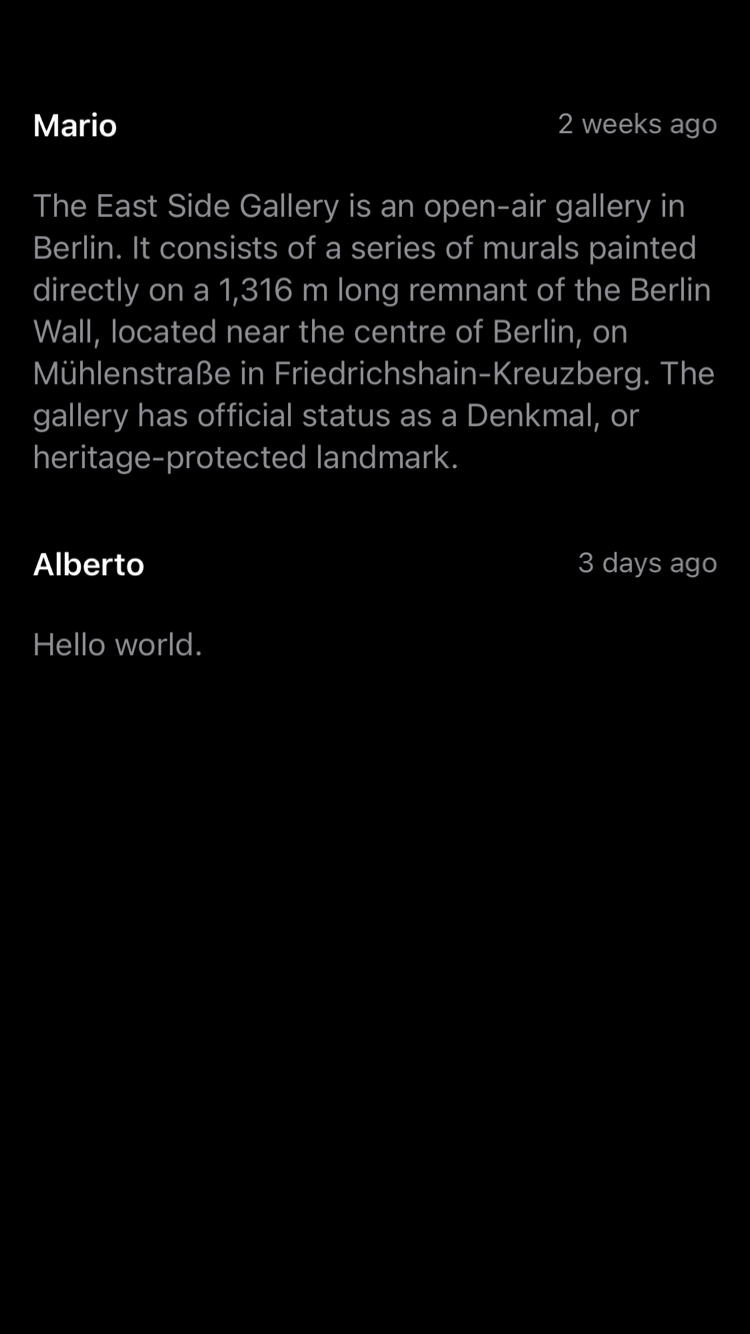 Mario 2 weeks ago
The East Side Gallery is an open-air gallery in
Berlin. It consists of a series of murals painted
directly on a 1,316 m long remnant of the Berlin
Wall, located near the centre of Berlin, on
Mühlenstraße in Friedrichshain-Kreuzberg. The
gallery has official status as a Denkmal, or
heritage-protected landmark.
Alberto 3 days ago
Hello world.